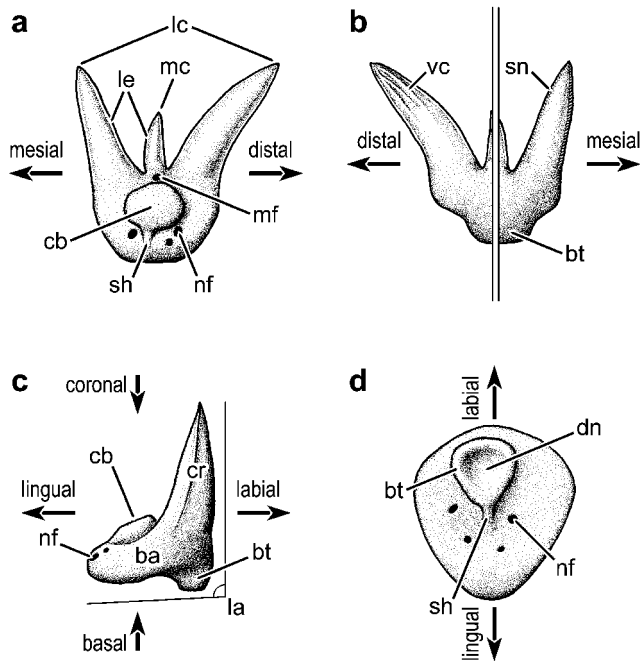 a
lc
b
mc
le
vc
sn
mesial
distal
distal
mesial
mf
cb
sh
nf
bt
c
coronal
d
labial
cb
cr
dn
lingual
labial
bt
nf
ba
bt
nf
la
sh
basal
lingual